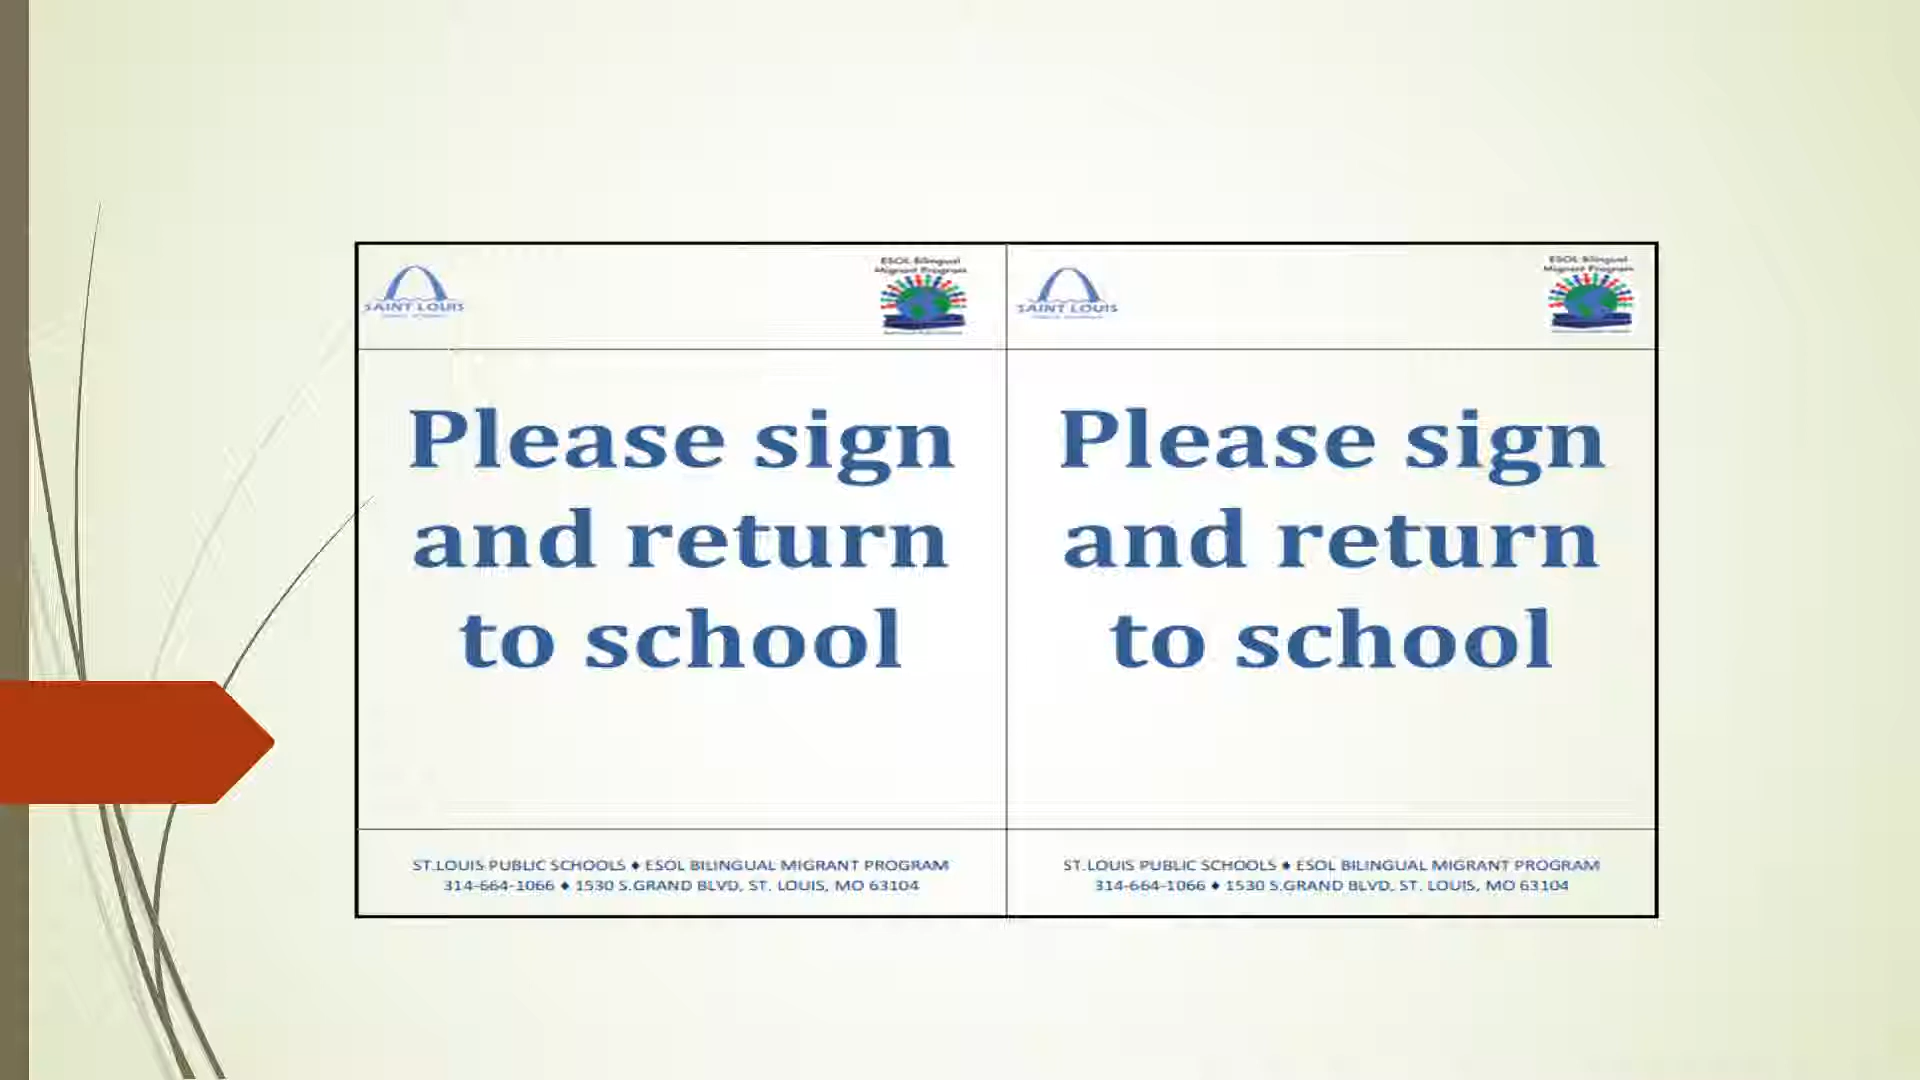 SAINT LOUIS
ESOL Bilingual
Migrant Program
Please sign
and return
to school
ST.LOUIS PUBLIC SCHOOLS ♦ ESOL BILINGUAL MIGRANT PROGRAM
314-664-1066 ♦ 1530 S.GRAND BLVD, ST. LOUIS, MO 63104
SAINT LOUIS
ESOL Bilingual
Migrant Program
Please sign
and return
to school
ST.LOUIS PUBLIC SCHOOLS ♦ ESOL BILINGUAL MIGRANT PROGRAM
314-664-1066 ♦ 1530 S.GRAND BLVD, ST. LOUIS, MO 63104